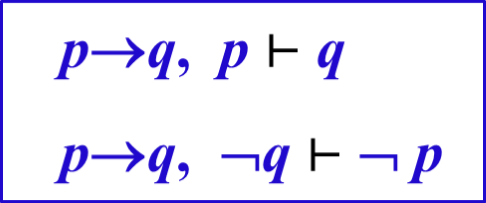 p→q, p ⊢ q
p→q, ¬q ⊢ ¬ p